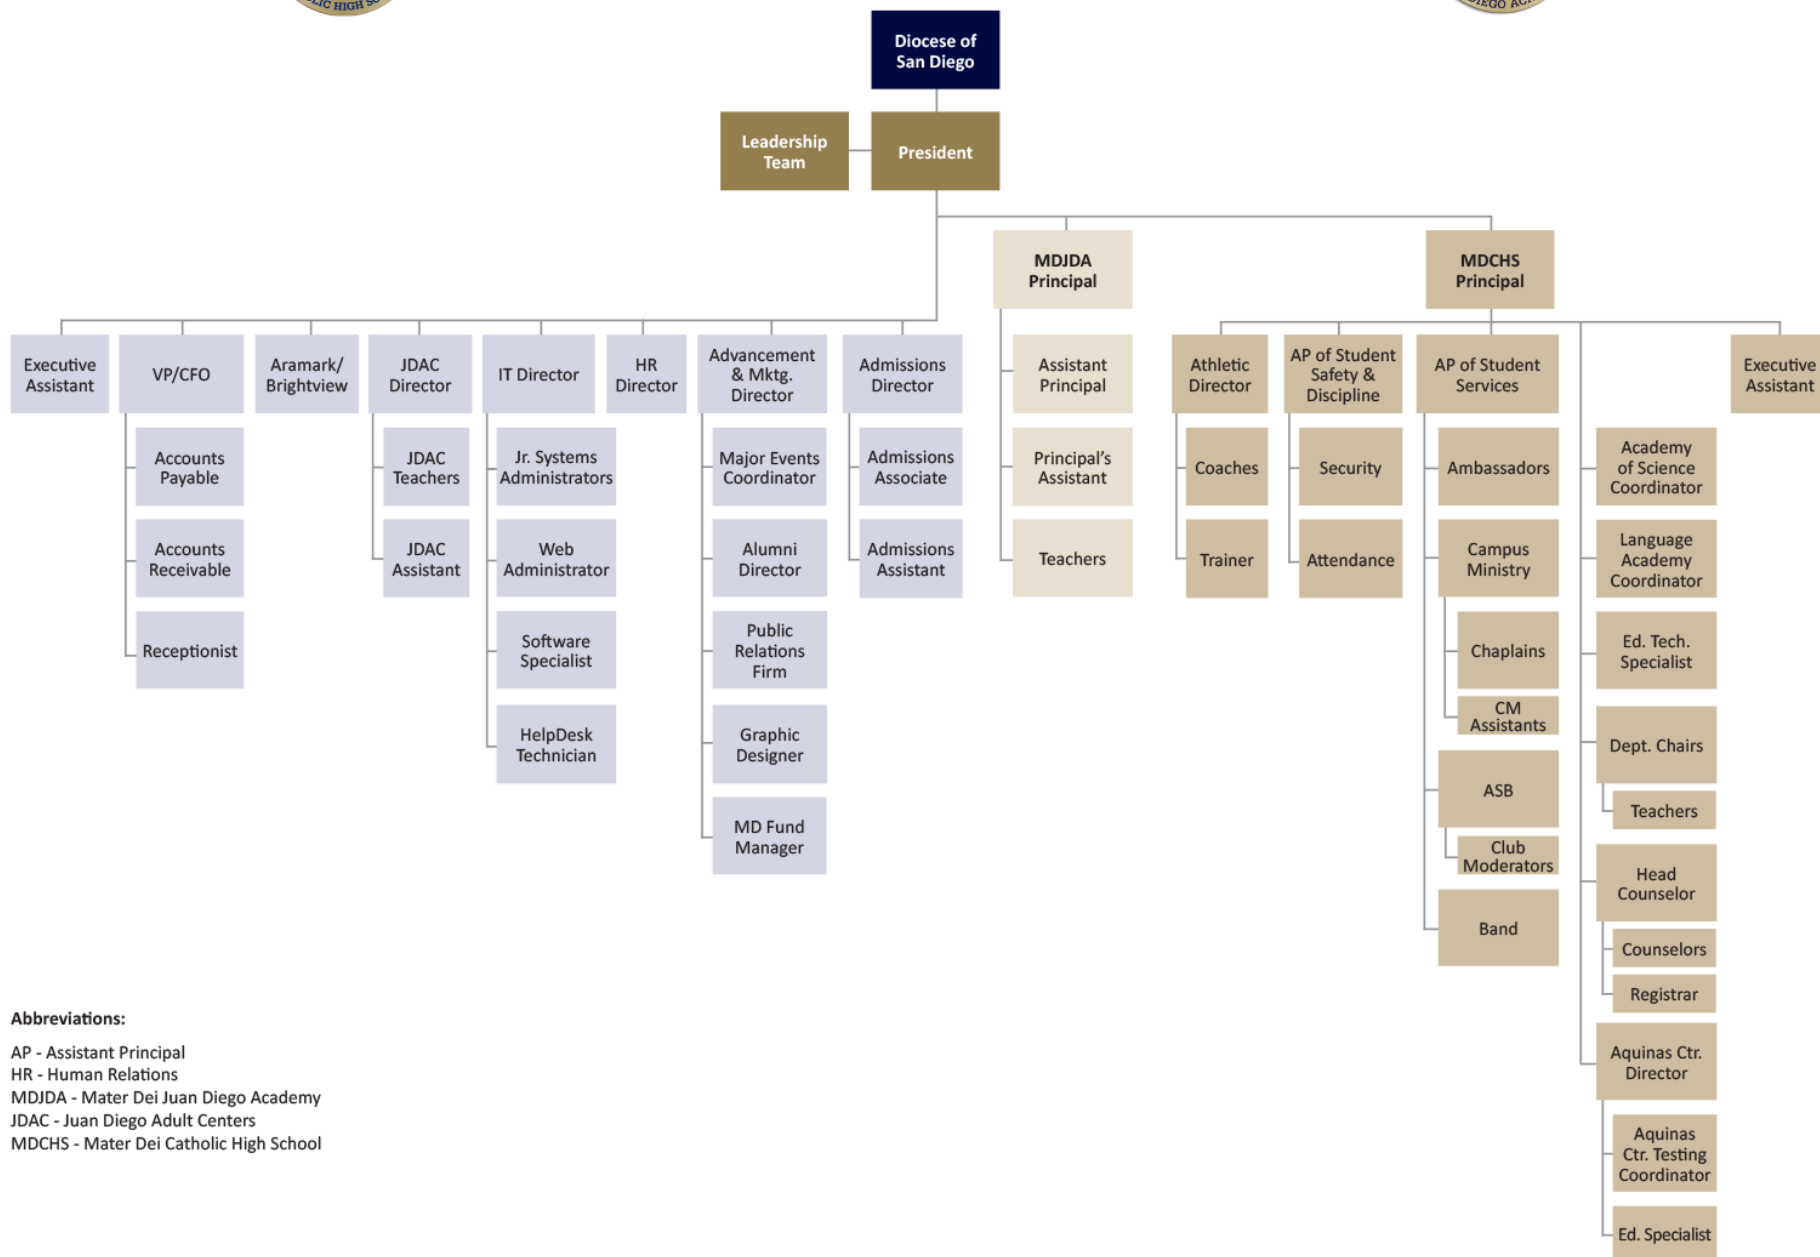 LIC HIGH SC
DIEGO AC
Diocese of
San Diego
Leadership
Team
President
MDJDA
Principal
MDCHS
Principal
Executive
Assistant
VP/CFO
Aramark/
Brightview
JDAC
Director
IT Director
HR
Director
Advancement
& Mktg.
Director
Admissions
Director
Assistant
Principal
Athletic
Director
AP of Student
Safety &
Discipline
AP of Student
Services
Executive
Assistant
Accounts
Payable
JDAC
Teachers
Jr. Systems
Administrators
Major Events
Coordinator
Admissions
Associate
Principal’s
Assistant
Coaches
Security
Ambassadors
Academy
of Science
Coordinator
Accounts
Receivable
JDAC
Assistant
Web
Administrator
Alumni
Director
Admissions
Assistant
Teachers
Trainer
Attendance
Campus
Ministry
Language
Academy
Coordinator
Receptionist
Software
Specialist
Public
Relations
Firm
Chaplains
Ed. Tech.
Specialist
CM
Assistants
HelpDesk
Technician
Graphic
Designer
Dept. Chairs
ASB
Teachers
MD Fund
Manager
Club
Moderators
Head
Counselor
Band
Counselors
Registrar
Aquinas Ctr.
Director
Aquinas
Ctr. Testing
Coordinator
Ed. Specialist
Abbreviations:
AP - Assistant Principal
HR - Human Relations
MDJDA - Mater Dei Juan Diego Academy
JDAC - Juan Diego Adult Centers
MDCHS - Mater Dei Catholic High School